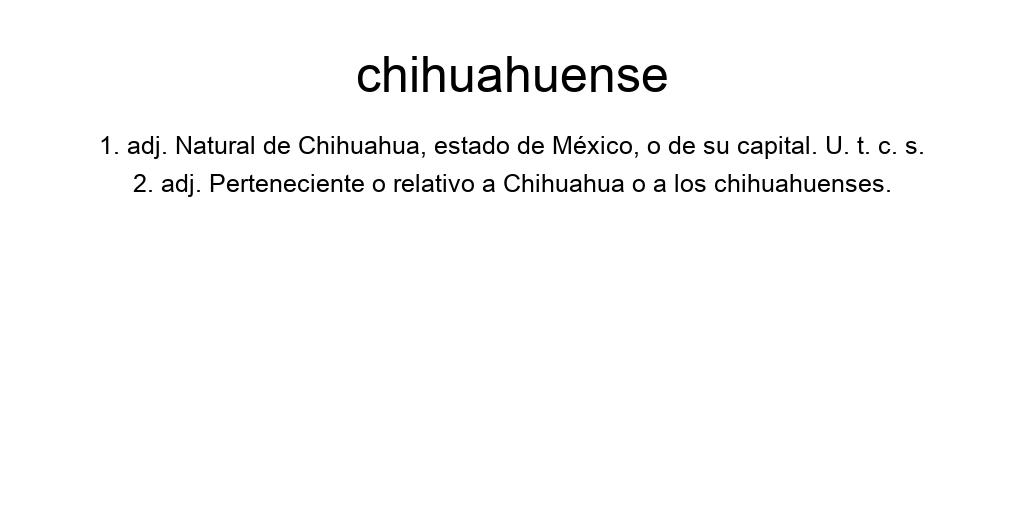 chihuahuense
1. adj. Natural de Chihuahua, estado de México, o de su capital. U. t. c. s.
2. adj. Perteneciente o relativo a Chihuahua o a los chihuahuenses.